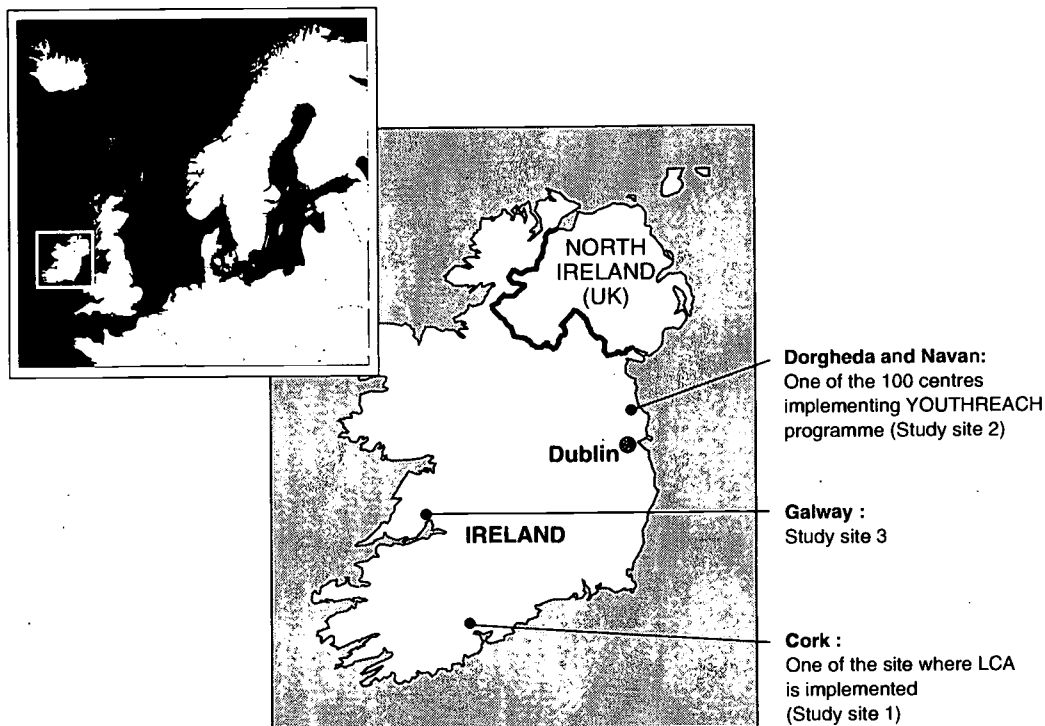 NORTH
IRELAND
(UK)
Dorgheda and Navan:
One of the 100 centres
implementing YOUTHREACH
programme (Study site 2)
Dublin
Galway :
Study site 3
IRELAND
Cork :
One of the site where LCA
is implemented
(Study site 1)